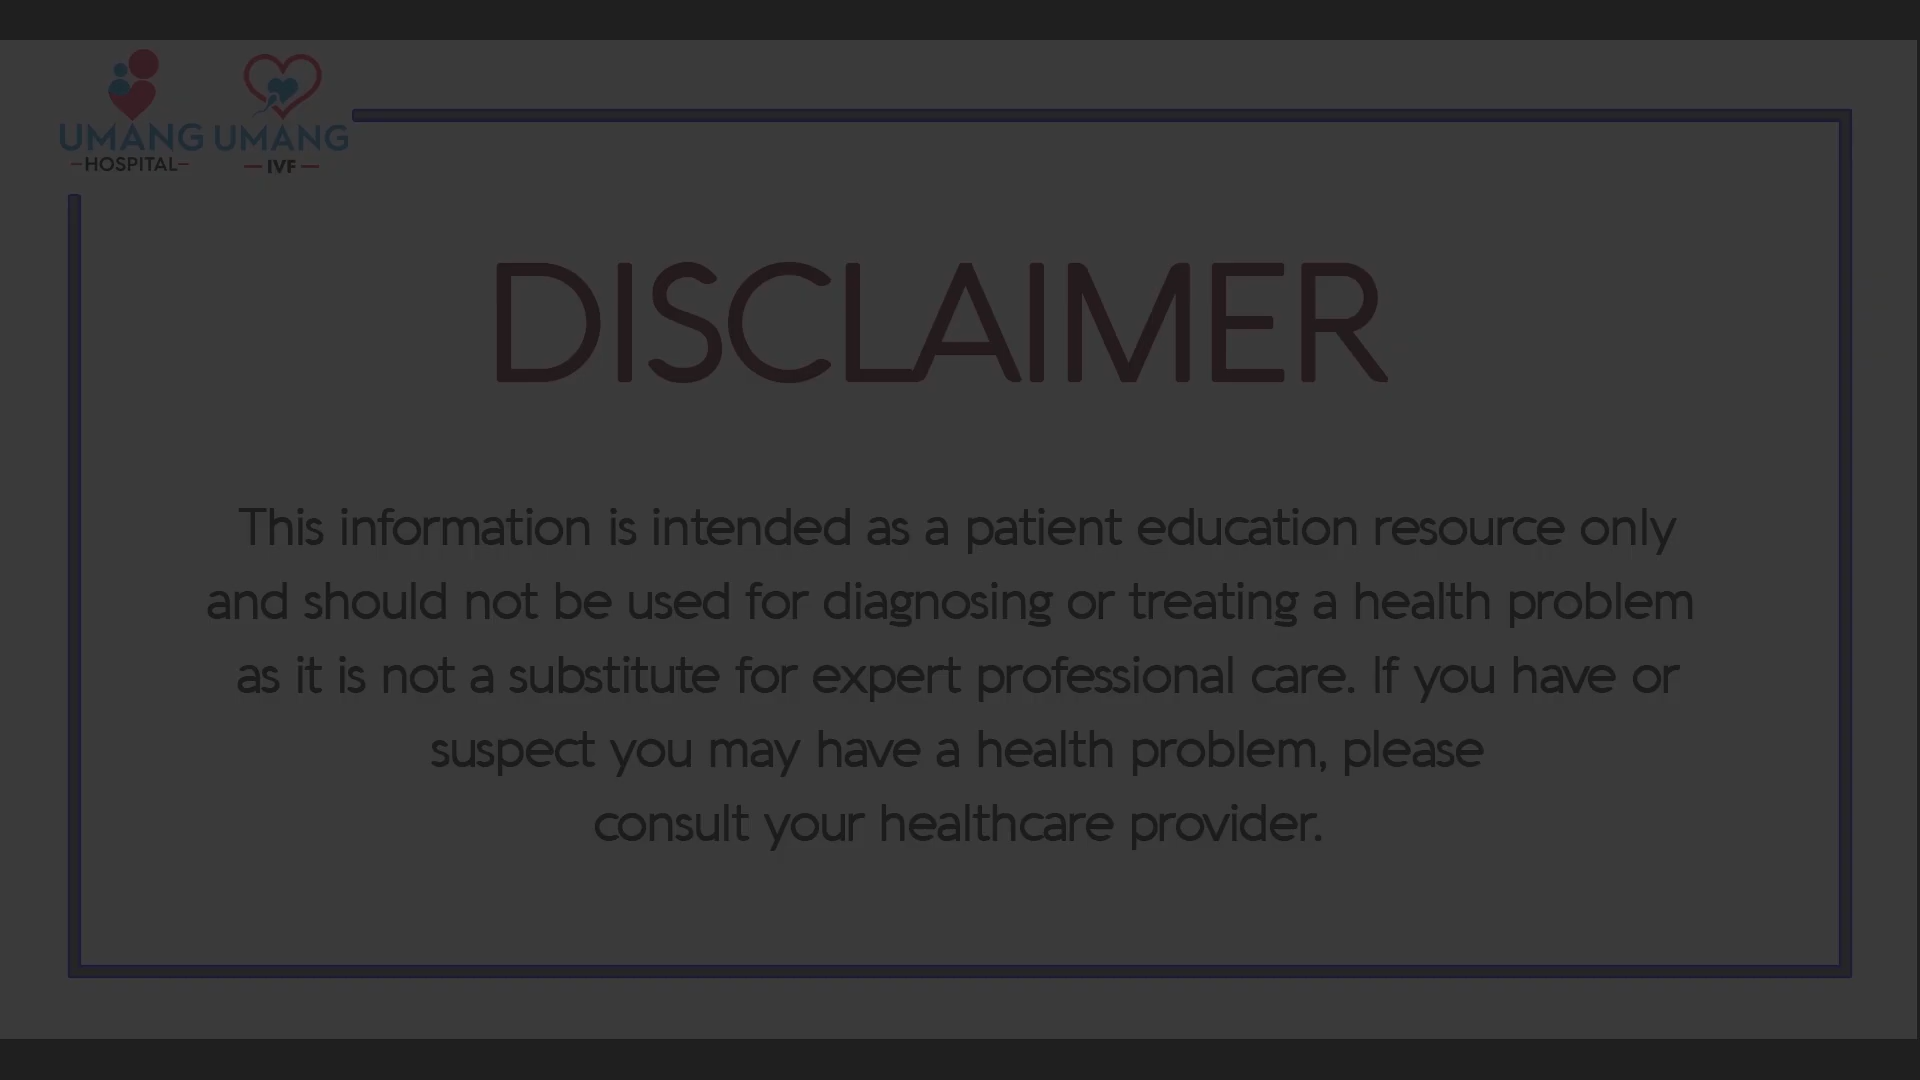 UMANG UMANG
HOSPITAL IVF
DISCLAIMER
This information is intended as a patient education resource only
and should not be used for diagnosing or treating a health problem
as it is not a substitute for expert professional care. If you have or
suspect you may have a health problem, please
consult your healthcare provider.